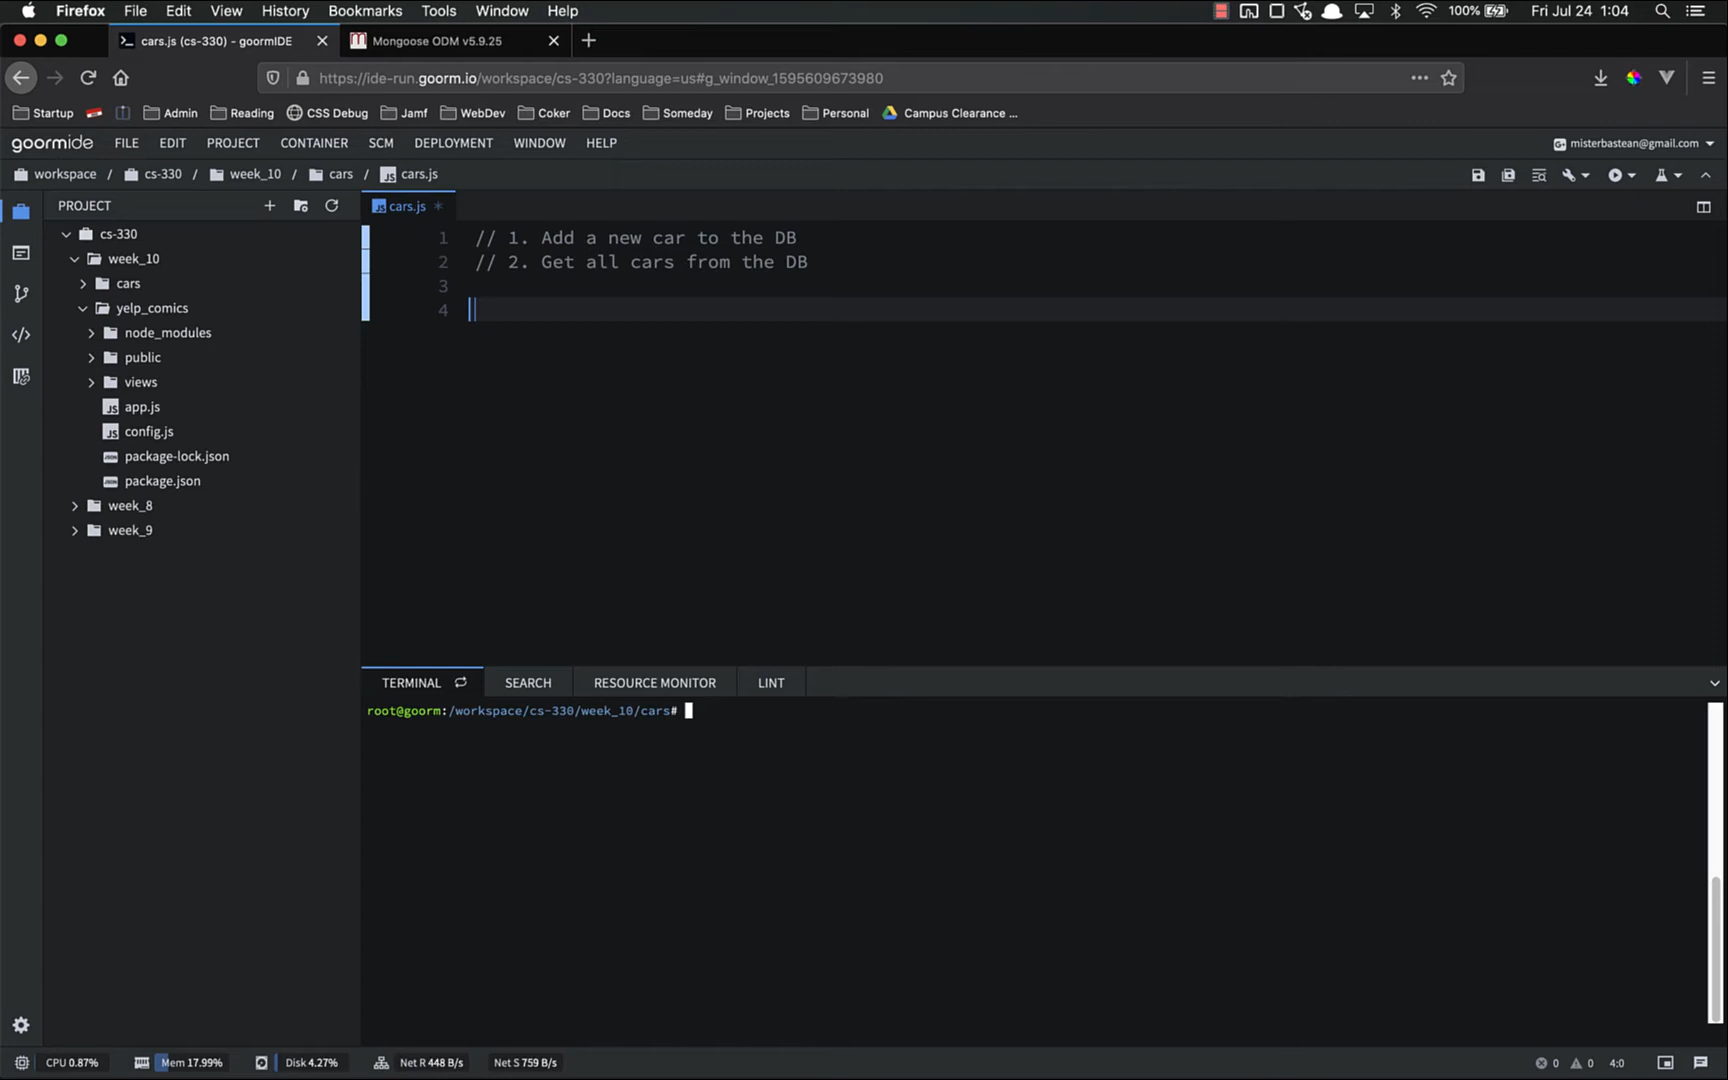 Firefox File Edit View History Bookmarks Tools Window Help 100% Fri Jul 24 1:04
cars.js (cs-330) - goormIDE Mongoose ODM v5.9.25
https://ide-run.goorm.io/workspace/cs-330?language=us#g_window_1595609673980
Startup Admin Reading CSS Debug Jamf WebDev Coker Docs Someday Projects Personal Campus Clearance ...
goormide FILE EDIT PROJECT CONTAINER SCM DEPLOYMENT WINDOW HELP misterbastean@gmail.com
workspace / cs-330 / week_10 / cars / cars.js
PROJECT
cs-330
week_10
cars
yelp_comics
node_modules
public
views
app.js
config.js
package-lock.json
package.json
week_8
week_9
cars.js *
1 // 1. Add a new car to the DB
2 // 2. Get all cars from the DB
3
4
TERMINAL SEARCH RESOURCE MONITOR LINT
root@goorm:/workspace/cs-330/week_10/cars#
CPU 0.87% Mem 17.99% Disk 4.27% Net R 448 B/s Net S 759 B/s 0 0 4:0